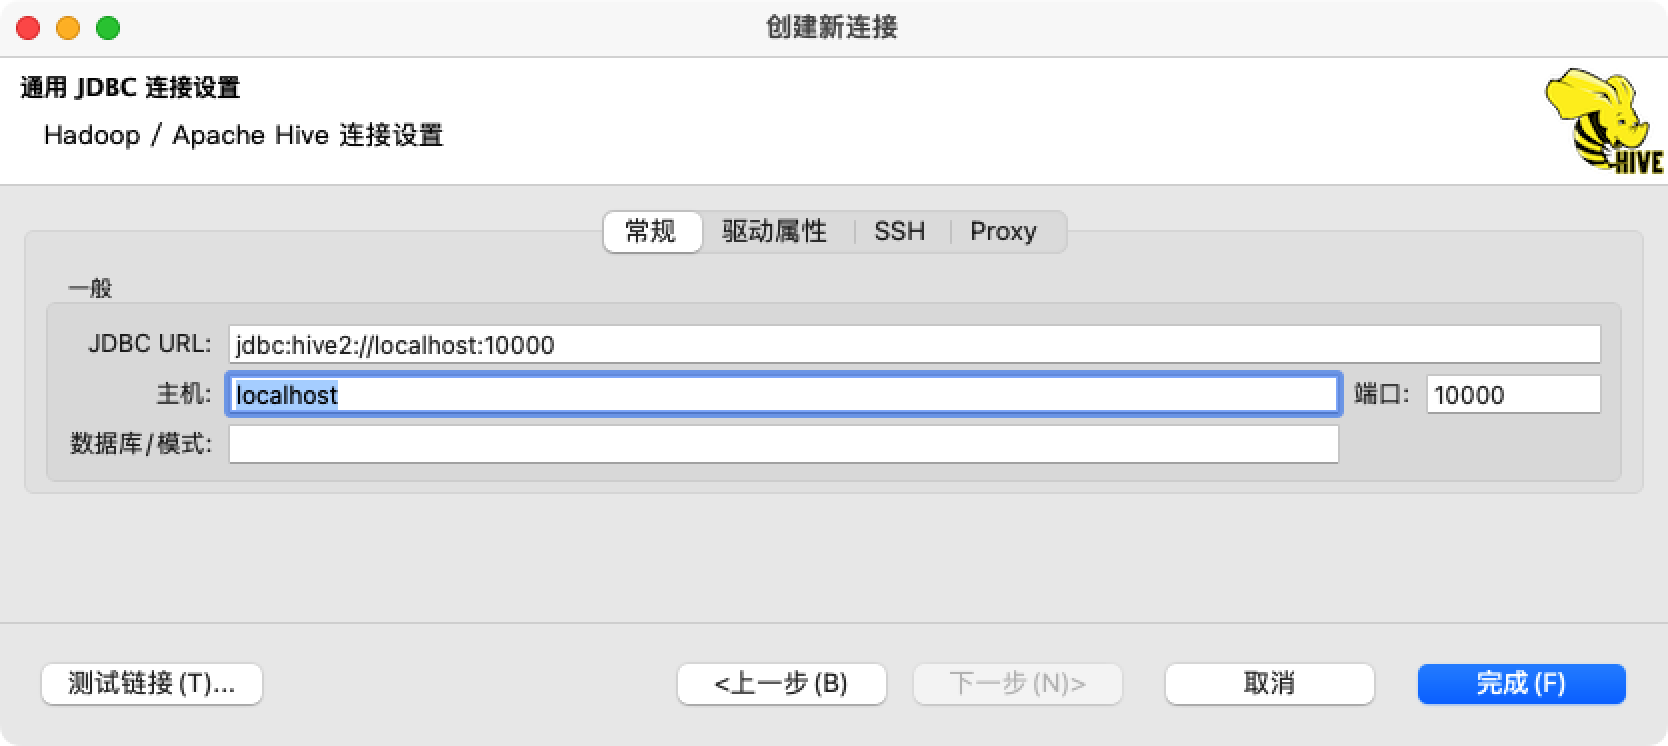 创建新连接
通用 JDBC 连接设置
Hadoop / Apache Hive 连接设置
HIVE
常规 驱动属性 SSH Proxy
一般
JDBC URL: jdbc:hive2://localhost:10000
主机: localhost 端口: 10000
数据库/模式:
测试链接 (T)... <上一步 (B) 下一步 (N)> 取消 完成 (F)